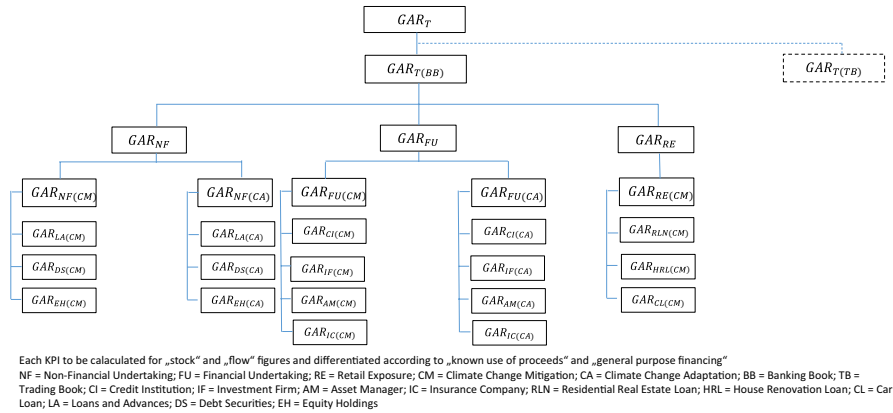 GAR_T
GAR_T(BB)
GAR_T(TB)
GAR_NF
GAR_FU
GAR_RE
GAR_NF(CM)
GAR_NF(CA)
GAR_FU(CM)
GAR_FU(CA)
GAR_RE(CM)
GAR_LA(CM)
GAR_LA(CA)
GAR_CI(CM)
GAR_CI(CA)
GAR_RLN(CM)
GAR_DS(CM)
GAR_DS(CA)
GAR_IF(CM)
GAR_IF(CA)
GAR_HRL(CM)
GAR_EH(CM)
GAR_EH(CA)
GAR_AM(CM)
GAR_AM(CA)
GAR_CL(CM)
GAR_IC(CM)
GAR_IC(CA)
Each KPI to be calaculated for „stock“ and „flow“ figures and differentiated according to „known use of proceeds“ and „general purpose financing“
NF = Non-Financial Undertaking; FU = Financial Undertaking; RE = Retail Exposure; CM = Climate Change Mitigation; CA = Climate Change Adaptation; BB = Banking Book; TB =
Trading Book; CI = Credit Institution; IF = Investment Firm; AM = Asset Manager; IC = Insurance Company; RLN = Residential Real Estate Loan; HRL = House Renovation Loan; CL = Car
Loan; LA = Loans and Advances; DS = Debt Securities; EH = Equity Holdings